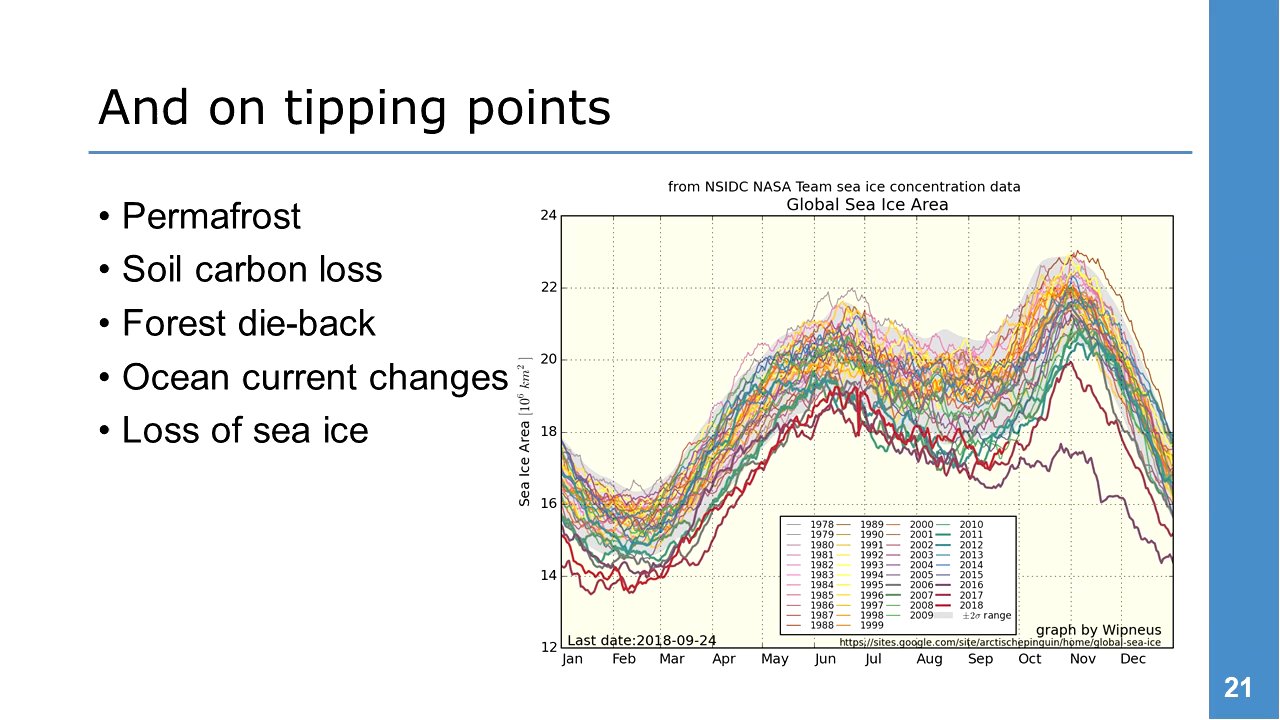 And on tipping points
• Permafrost
• Soil carbon loss
• Forest die-back
• Ocean current changes
• Loss of sea ice
from NSIDC NASA Team sea ice concentration data
Global Sea Ice Area
Sea Ice Area [10⁶ km²]
24
22
20
18
16
14
12
1978 1989 2000 2010
1979 1990 2001 2011
1980 1991 2002 2012
1981 1992 2003 2013
1982 1993 2004 2014
1983 1994 2005 2015
1984 1995 2006 2016
1985 1996 2007 2017
1986 1997 2008 2018
1987 1998 2009 ±2σ range
1988 1999
graph by Wipneus
Last date:2018-09-24
https://sites.google.com/site/arctischepinguin/home/global-sea-ice
Jan Feb Mar Apr May Jun Jul Aug Sep Oct Nov Dec
21